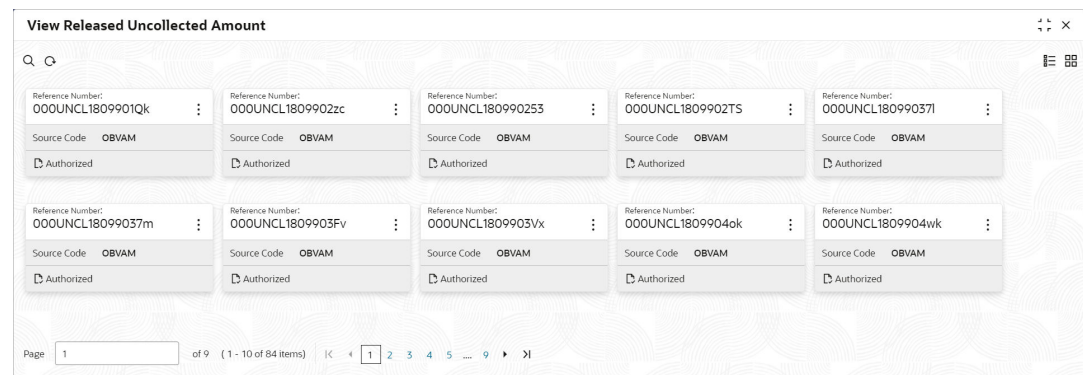 View Released Uncollected Amount
Reference Number: Reference Number: Reference Number: Reference Number: Reference Number:
000UNCL1809901Qk 000UNCL1809902zc 000UNCL180990253 000UNCL1809902TS 000UNCL18099037l
Source Code OBVAM Source Code OBVAM Source Code OBVAM Source Code OBVAM Source Code OBVAM
Authorized Authorized Authorized Authorized Authorized
Reference Number: Reference Number: Reference Number: Reference Number: Reference Number:
000UNCL18099037m 000UNCL1809903Fv 000UNCL1809903Vx 000UNCL1809904ok 000UNCL1809904wk
Source Code OBVAM Source Code OBVAM Source Code OBVAM Source Code OBVAM Source Code OBVAM
Authorized Authorized Authorized Authorized Authorized
Page 1 of 9 ( 1 - 10 of 84 items) 1 2 3 4 5 .... 9